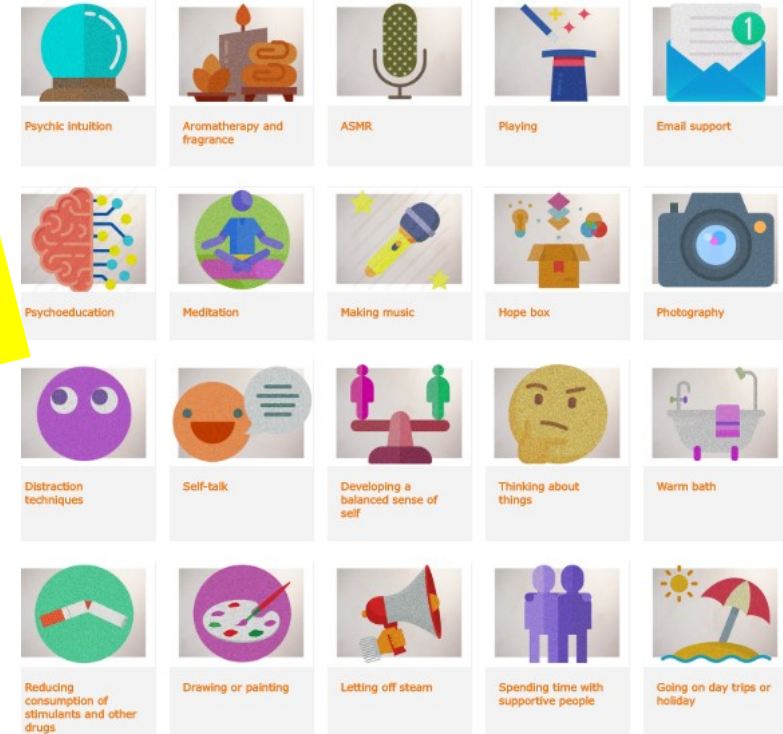 1
Psychic intuition
Aromatherapy and
fragrance
ASMR
Playing
Email support
Psychoeducation
Meditation
Making music
Hope box
Photography
Distraction
techniques
Self-talk
Developing a
balanced sense of
self
Thinking about
things
Warm bath
Reducing
consumption of
stimulants and other
drugs
Drawing or painting
Letting off steam
Spending time with
supportive people
Going on day trips or
holiday